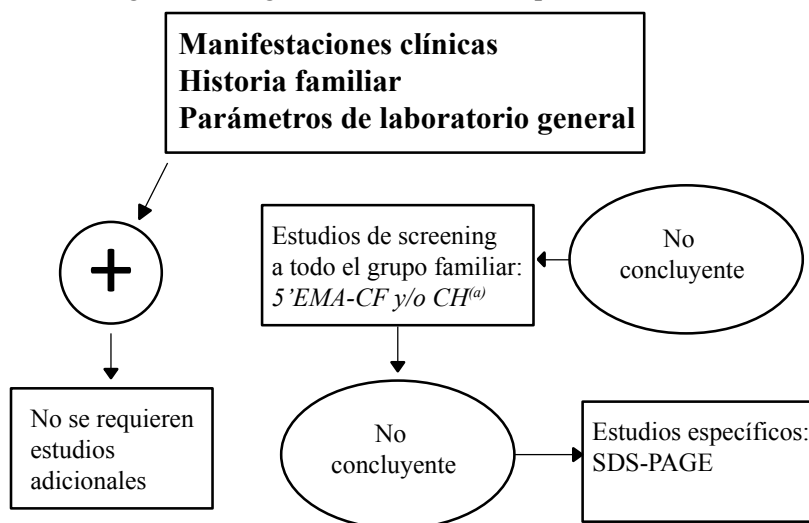 Manifestaciones clínicas
Historia familiar
Parámetros de laboratorio general
+
Estudios de screening
a todo el grupo familiar:
5’EMA-CF y/o CH(a)
No
concluyente
No se requieren
estudios
adicionales
No
concluyente
Estudios específicos:
SDS-PAGE